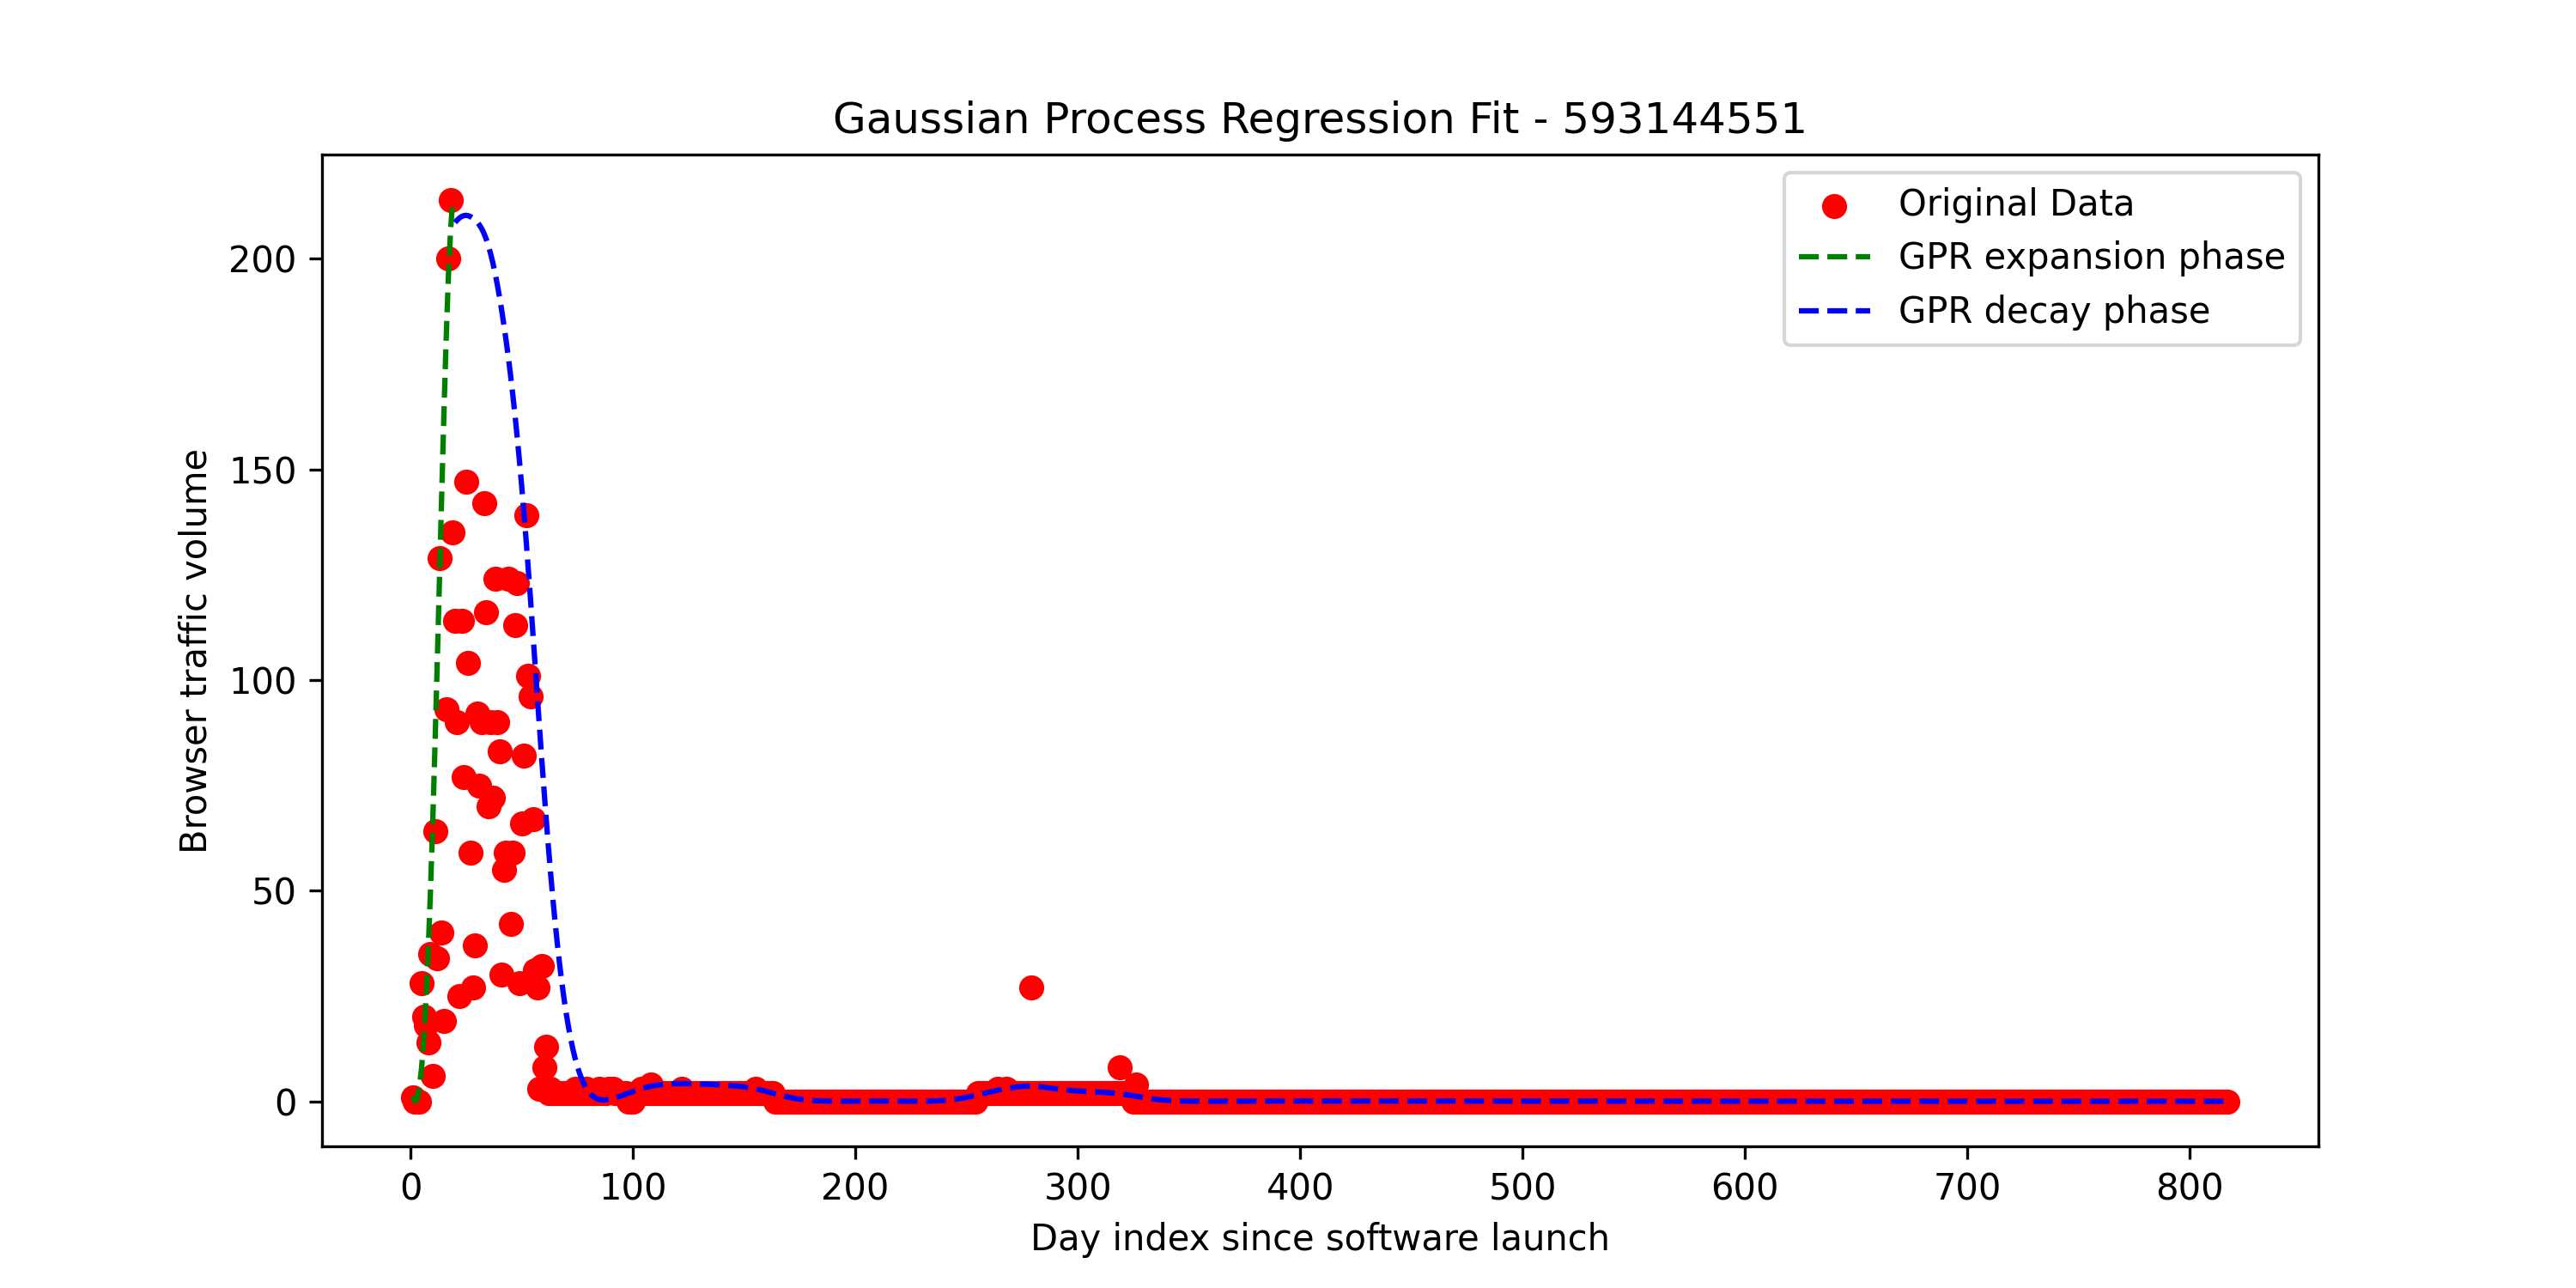 Gaussian Process Regression Fit - 593144551
Original Data
GPR expansion phase
GPR decay phase
Browser traffic volume
200
150
100
50
0
0 100 200 300 400 500 600 700 800
Day index since software launch